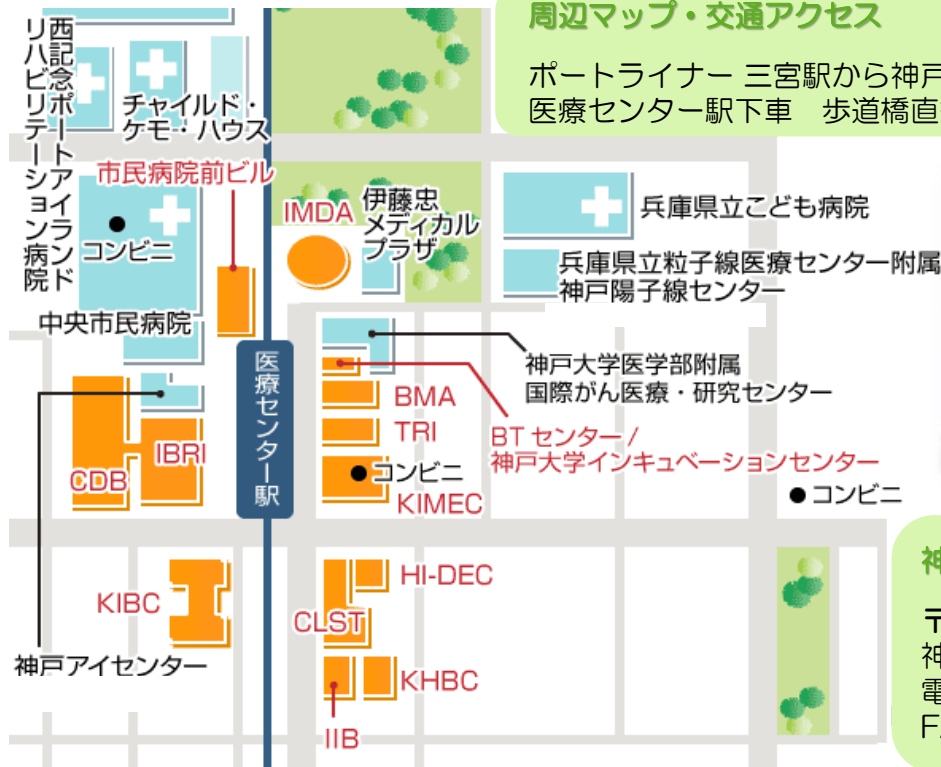 周辺マップ・交通アクセス
ポートライナー 三宮駅から神戸
医療センター駅下車　歩道橋直
西記念ポートアイランド
リハビリテーション病院
チャイルド・
ケモ・ハウス
市民病院前ビル
コンビニ
中央市民病院
IMDA
伊藤忠
メディカル
プラザ
兵庫県立こども病院
兵庫県立粒子線医療センター附属
神戸陽子線センター
医療センター駅
神戸大学医学部附属
国際がん医療・研究センター
BMA
TRI
BTセンター/
神戸大学インキュベーションセンター
コンビニ
KIMEC
コンビニ
CDB
IBRI
KIBC
神戸アイセンター
HI-DEC
CLST
KHBC
IIB
神
〒
神
電